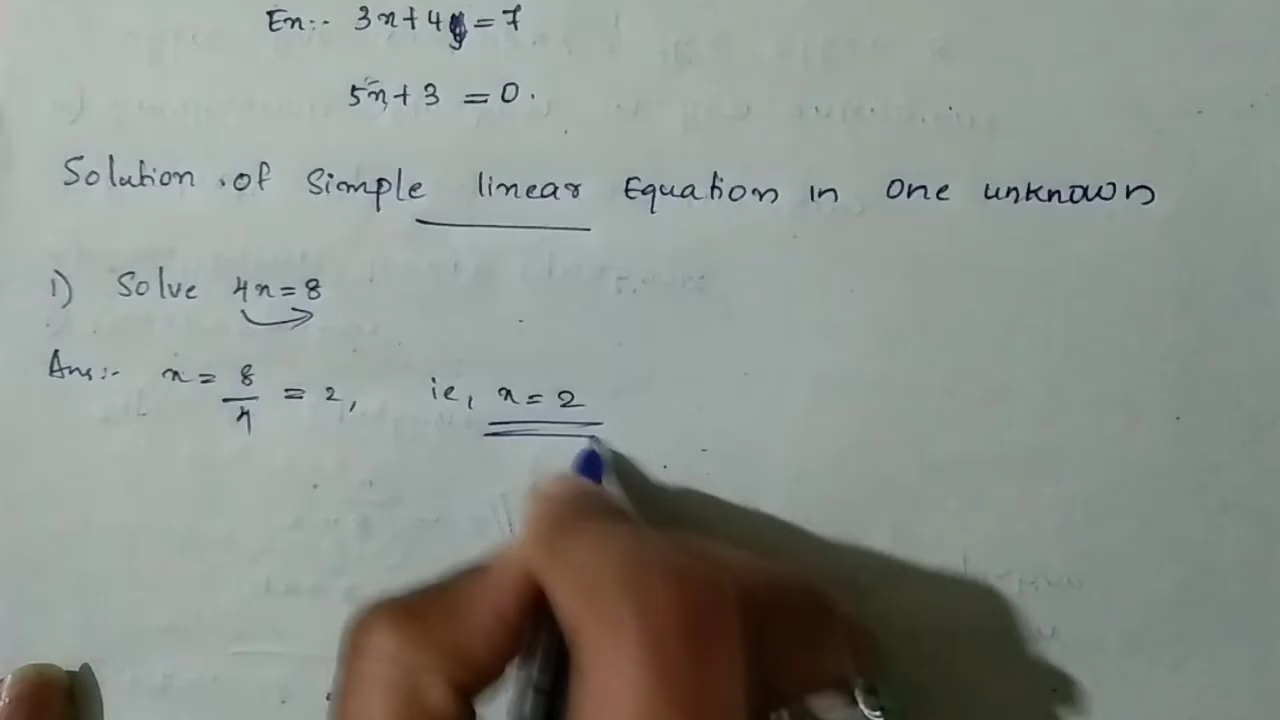 Ex:- 3x+4y=7
5x+3 =0.
Solution of Simple linear Equation in one unknown
1) Solve 4x=8
Ans:- x= 8/4 = 2, ie, x=2